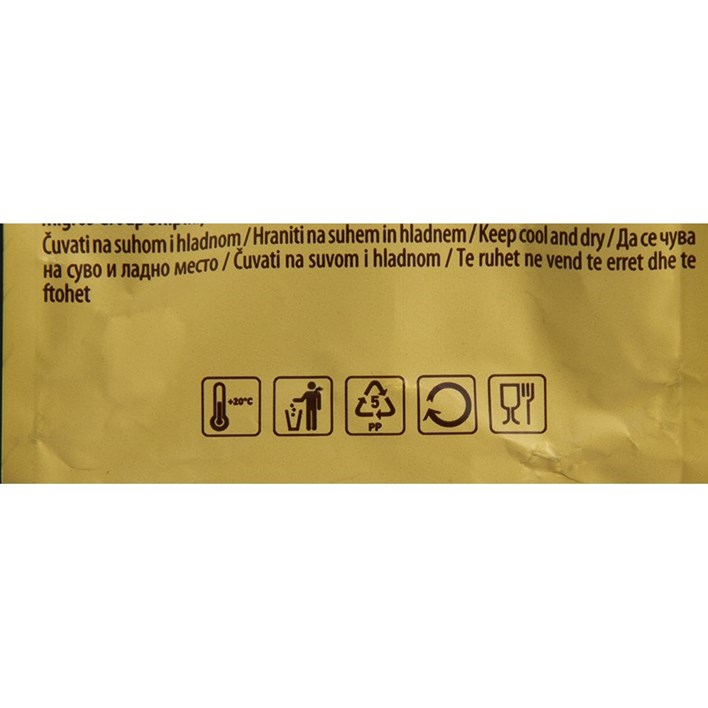 Čuvati na suhom i hladnom / Hraniti na suhem in hladnem / Keep cool and dry / Да се чува
на суво и ладно место / Čuvati na suvom i hladnom / Te ruhet ne vend te erret dhe te
ftohet
+20°C
5
PP